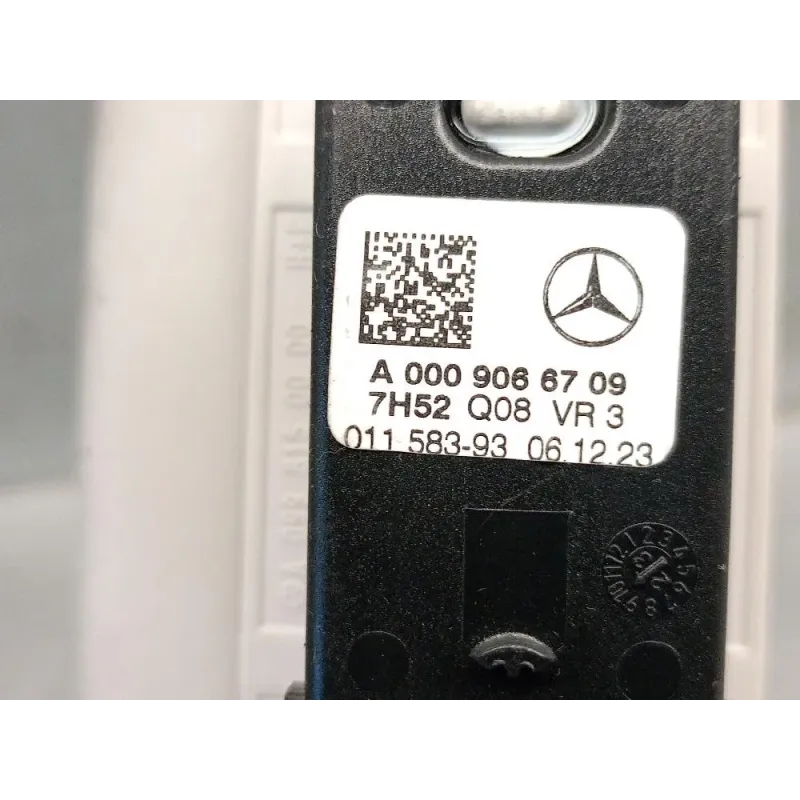 A 000 906 67 09
7H52 Q08 VR 3
011 583-93 06.12.23